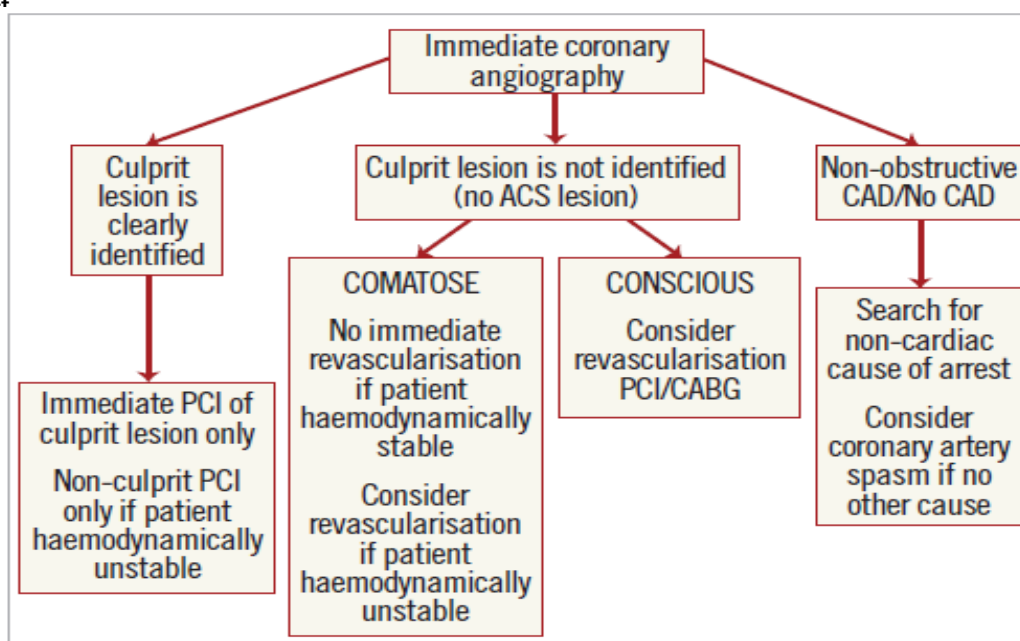 Immediate coronary
angiography
Culprit
lesion is
clearly
identified
Culprit lesion is not identified
(no ACS lesion)
Non-obstructive
CAD/No CAD
Immediate PCI of
culprit lesion only
Non-culprit PCI
only if patient
haemodynamically
unstable
COMATOSE
No immediate
revascularisation
if patient
haemodynamically
stable
Consider
revascularisation
if patient
haemodynamically
unstable
CONSCIOUS
Consider
revascularisation
PCI/CABG
Search for
non-cardiac
cause of arrest
Consider
coronary artery
spasm if no
other cause